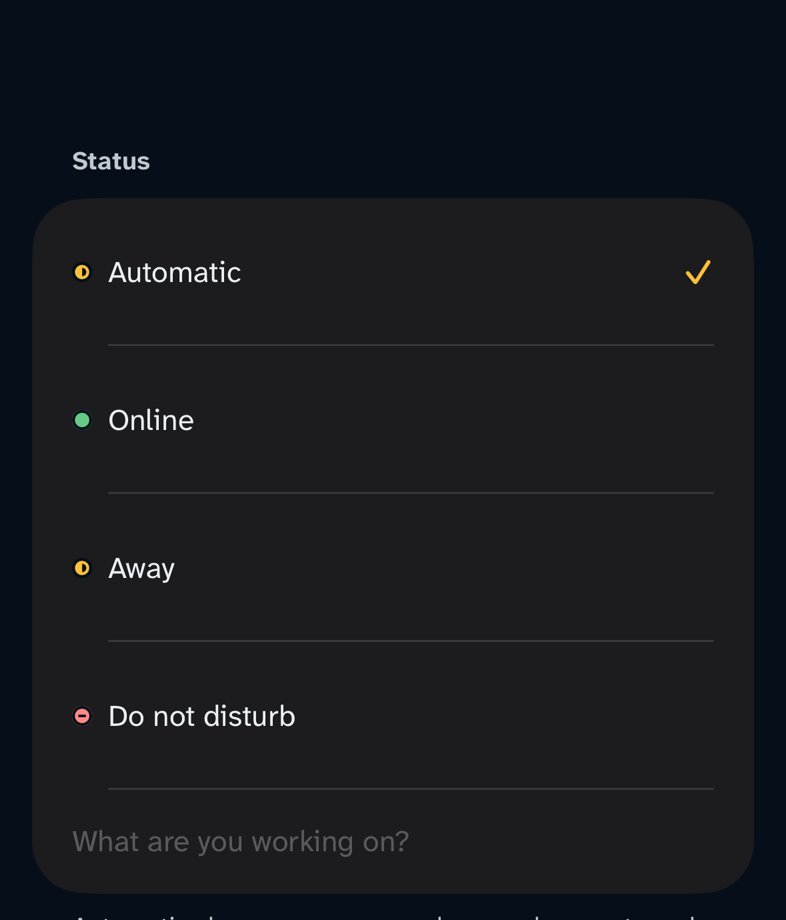 Status
Automatic
Online
Away
Do not disturb
What are you working on?